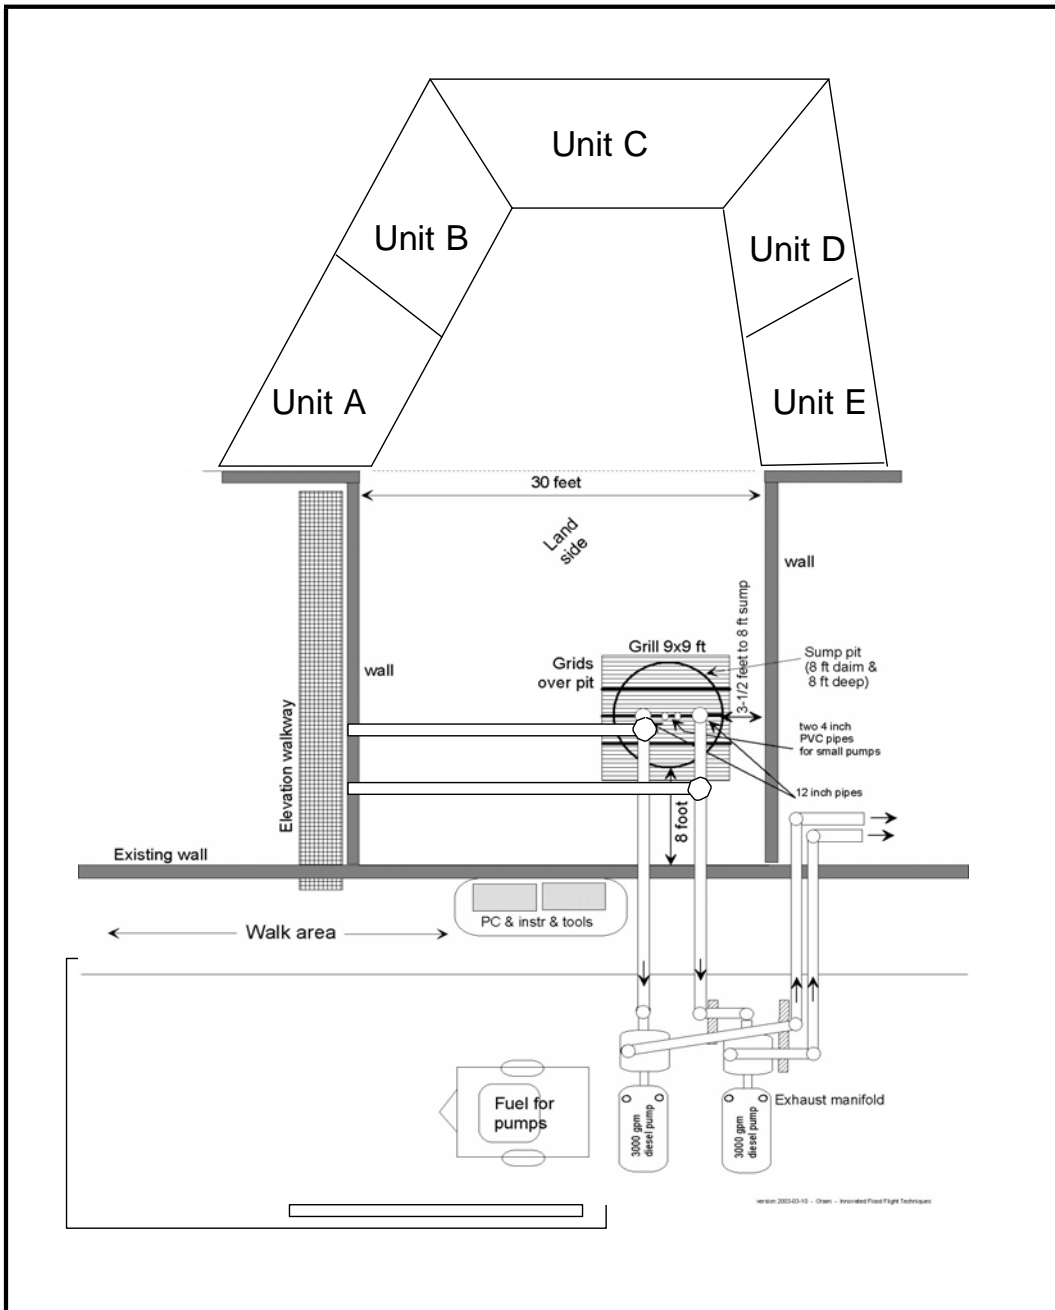 Unit C
Unit B
Unit D
Unit A
Unit E
30 feet
Land
side
wall
wall
Elevation walkway
Grill 9x9 ft
Grids
over pit
3-1/2 feet to 8 ft sump
Sump pit
(8 ft daim &
8 ft deep)
two 4 inch
PVC pipes
for small pumps
12 inch pipes
8 foot
Existing wall
PC & instr & tools
Walk area
Fuel for
pumps
3000 gpm
diesel pump
3000 gpm
diesel pump
Exhaust manifold
version 2003-03-10 - Olsen - Innovated Flood Flight Techniques